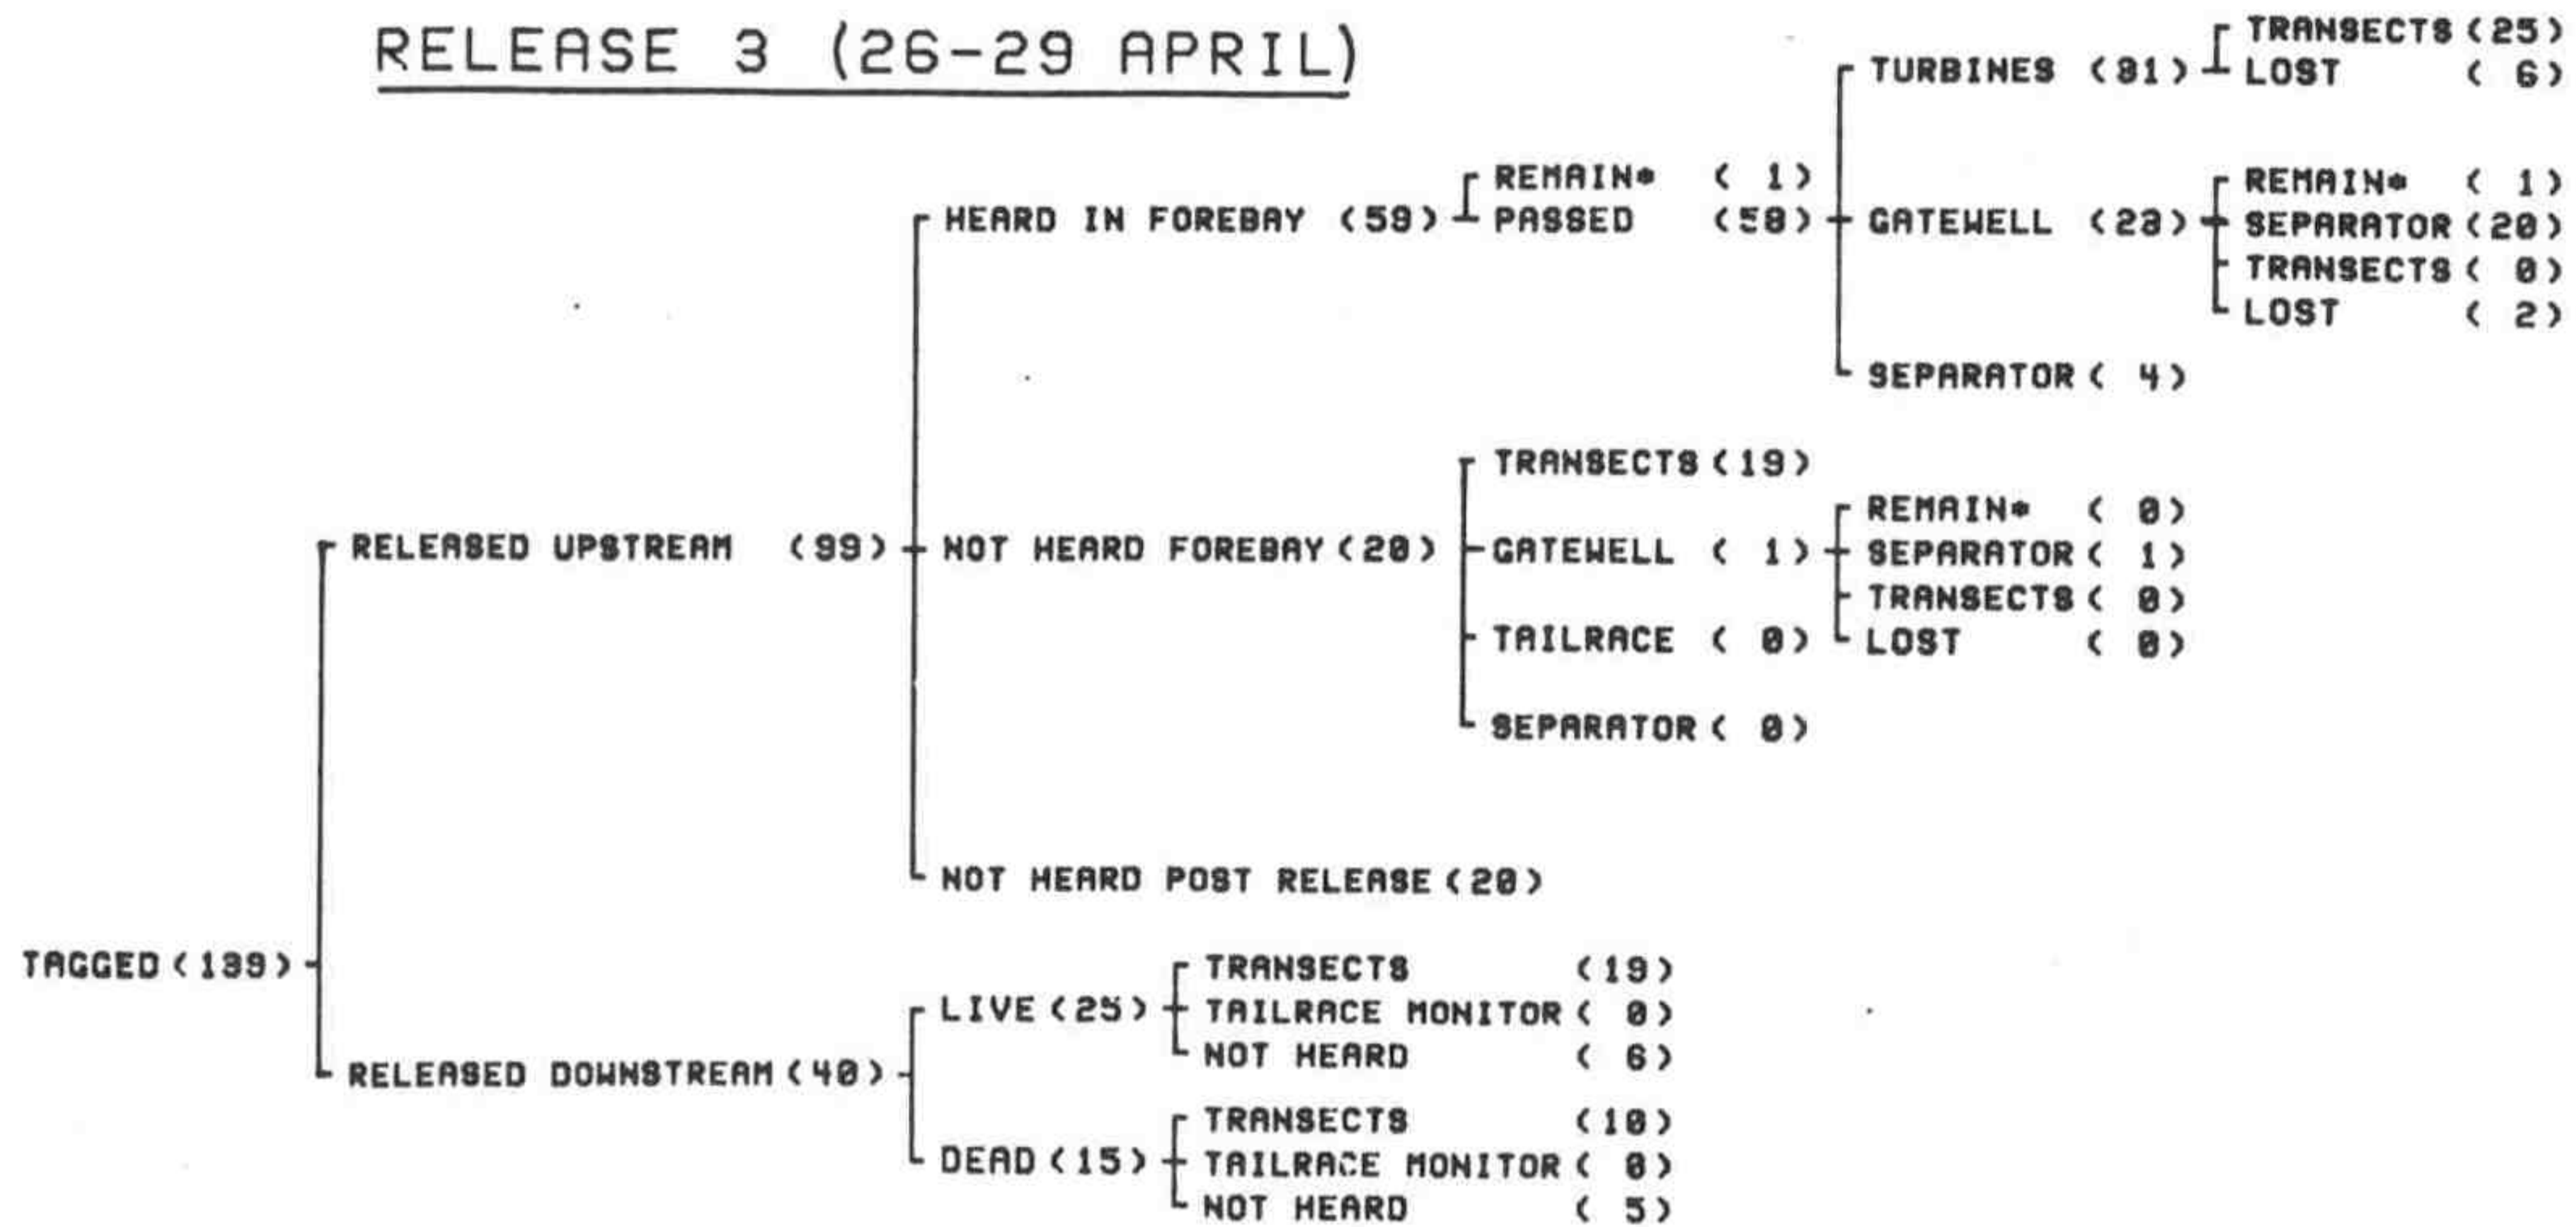 RELEASE 3 (26-29 APRIL)
TRANSECTS (25)
TURBINES (31)
LOST ( 6)
REMAIN* ( 1)
REMAIN* ( 1)
HEARD IN FOREBAY (59)
PASSED (58)
GATEWELL (23)
SEPARATOR (20)
TRANSECTS ( 0)
LOST ( 2)
SEPARATOR ( 4)
TRANSECTS (19)
REMAIN* ( 0)
RELEASED UPSTREAM (99)
NOT HEARD FOREBAY (20)
GATEWELL ( 1)
SEPARATOR ( 1)
TRANSECTS ( 0)
TAILRACE ( 0)
LOST ( 0)
SEPARATOR ( 0)
NOT HEARD POST RELEASE (20)
TAGGED (139)
TRANSECTS (19)
LIVE (25)
TAILRACE MONITOR ( 0)
NOT HEARD ( 6)
RELEASED DOWNSTREAM (40)
TRANSECTS (10)
DEAD (15)
TAILRACE MONITOR ( 0)
NOT HEARD ( 5)